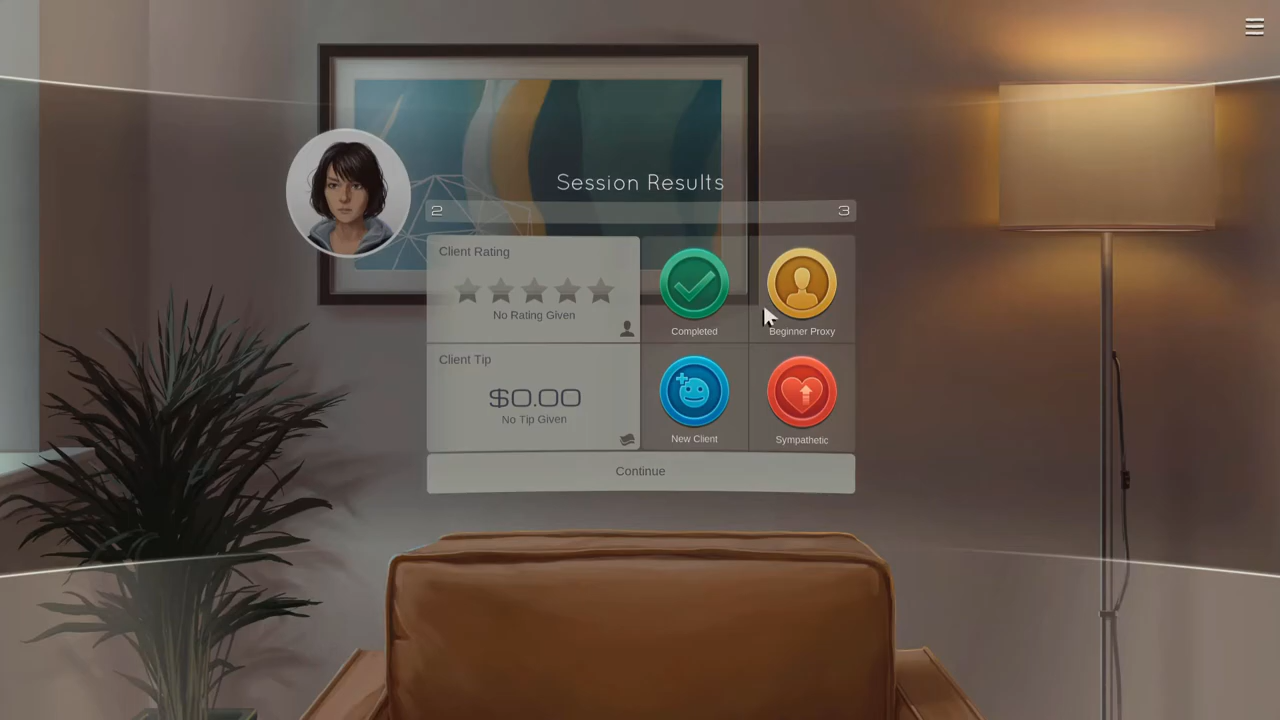 Session Results
2 3
Client Rating
No Rating Given
Completed
Beginner Proxy
Client Tip
$0.00
No Tip Given
New Client
Sympathetic
Continue